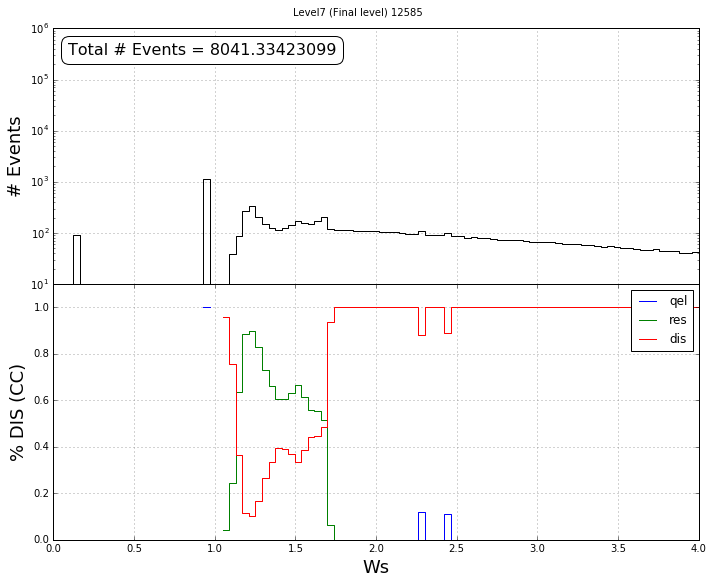 Level7 (Final level) 12585
Total # Events = 8041.33423099
# Events
10^6
10^5
10^4
10^3
10^2
10^1
% DIS (CC)
1.0
0.8
0.6
0.4
0.2
0.0
qel
res
dis
0.0 0.5 1.0 1.5 2.0 2.5 3.0 3.5 4.0
Ws